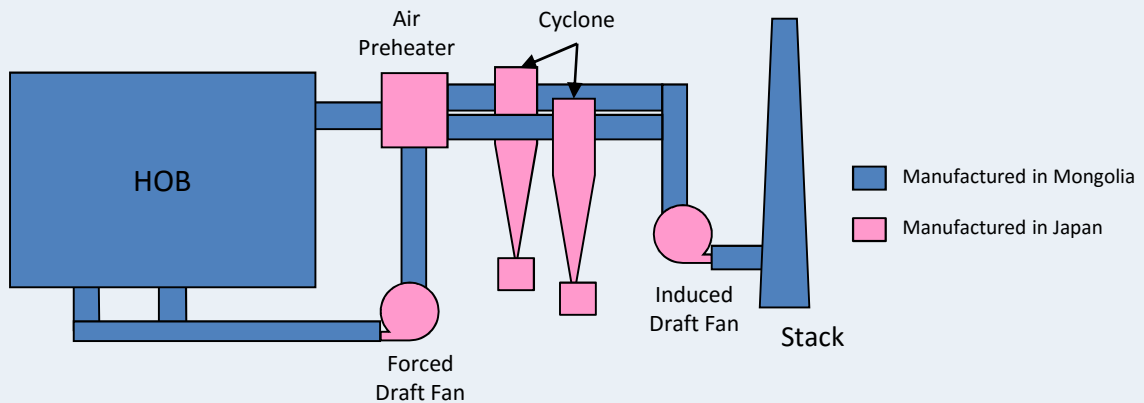 Air
Preheater
Cyclone
HOB
Manufactured in Mongolia
Manufactured in Japan
Induced
Draft Fan
Stack
Forced
Draft Fan